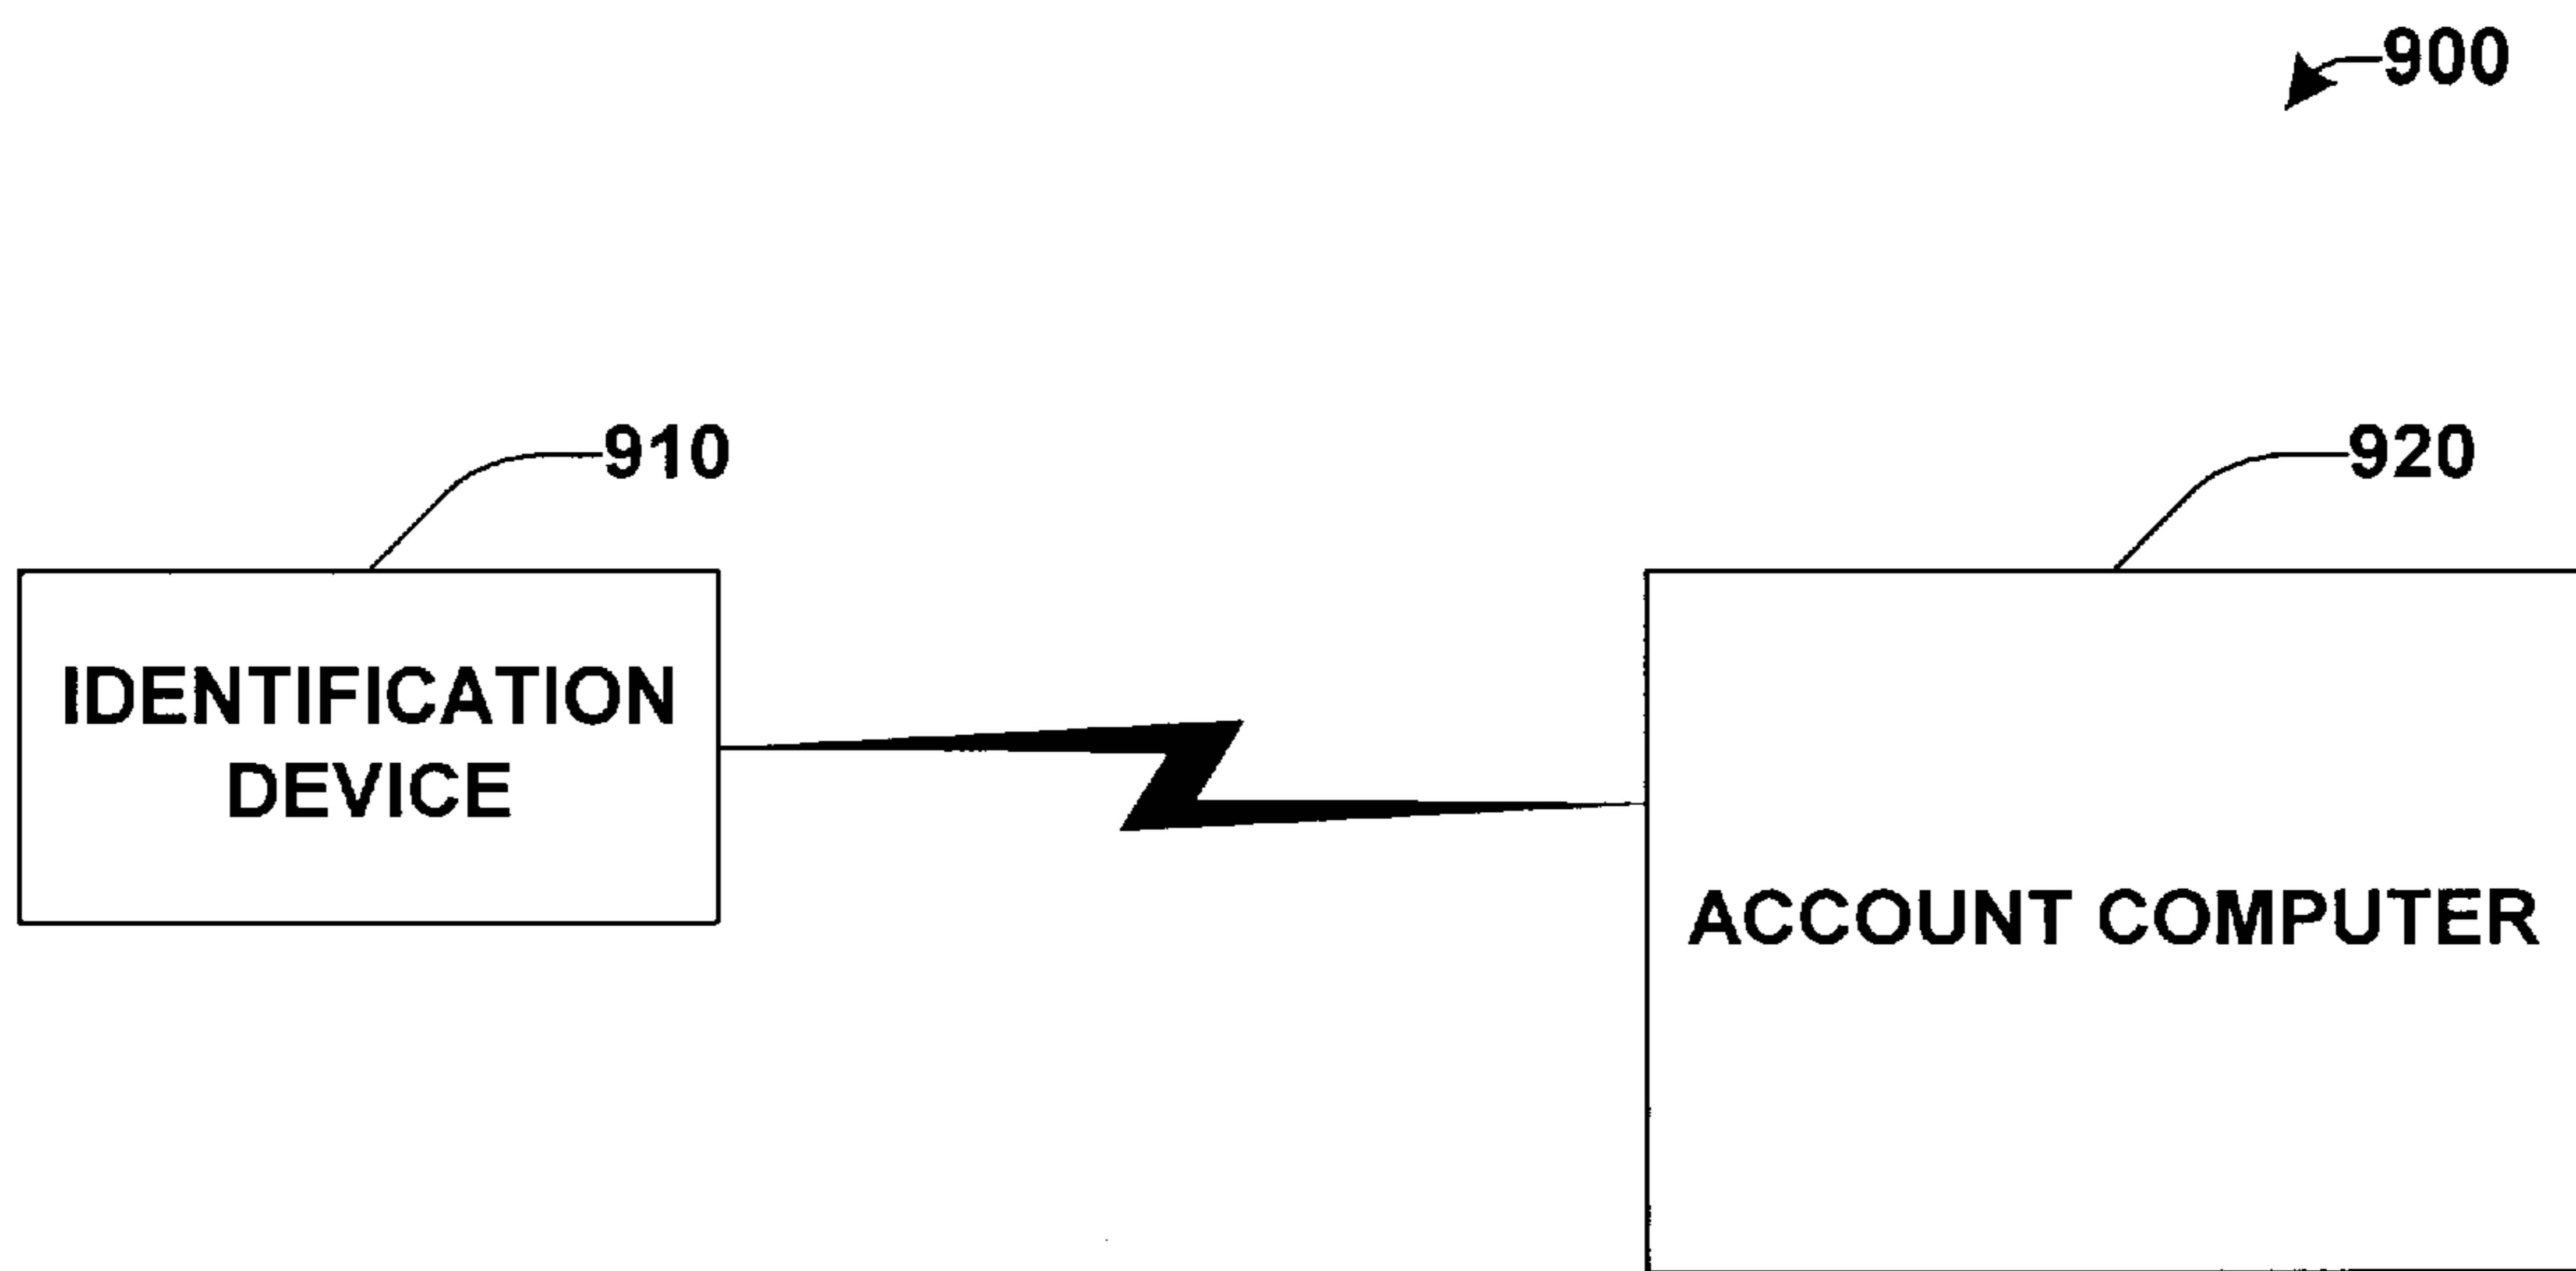 900
910
920
IDENTIFICATION
DEVICE
ACCOUNT COMPUTER